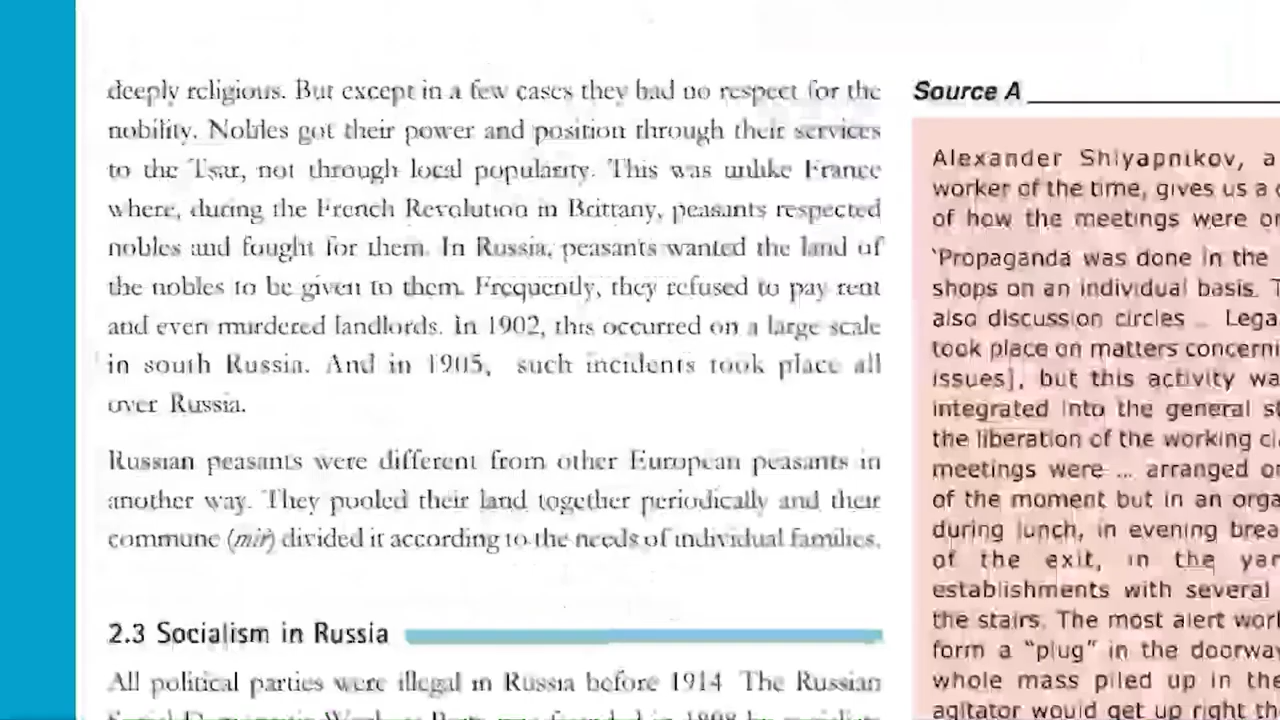 deeply religious. But except in a few cases they had no respect for the
nobility. Nobles got their power and position through their services
to the Tsar, not through local popularity. This was unlike France
where, during the French Revolution in Brittany, peasants respected
nobles and fought for them. In Russia, peasants wanted the land of
the nobles to be given to them. Frequently, they refused to pay rent
and even murdered landlords. In 1902, this occurred on a large scale
in south Russia. And in 1905, such incidents took place all
over Russia.
Russian peasants were different from other European peasants in
another way. They pooled their land together periodically and their
commune (mir) divided it according to the needs of individual families.
2.3 Socialism in Russia
All political parties were illegal in Russia before 1914 The Russian
Source A
Alexander Shlyapnikov, a
worker of the time, gives us a
of how the meetings were
'Propaganda was done in the
shops on an individual basis.
also discussion circles …
took place on matters
issues], but this activity
integrated into the general
the liberation of the working
meetings were … arranged
of the moment but in an
during lunch, in evening
of the exit, in the
establishments with several
the stairs. The most alert
form a "plug" in the
whole mass piled up in the
agitator would get up right